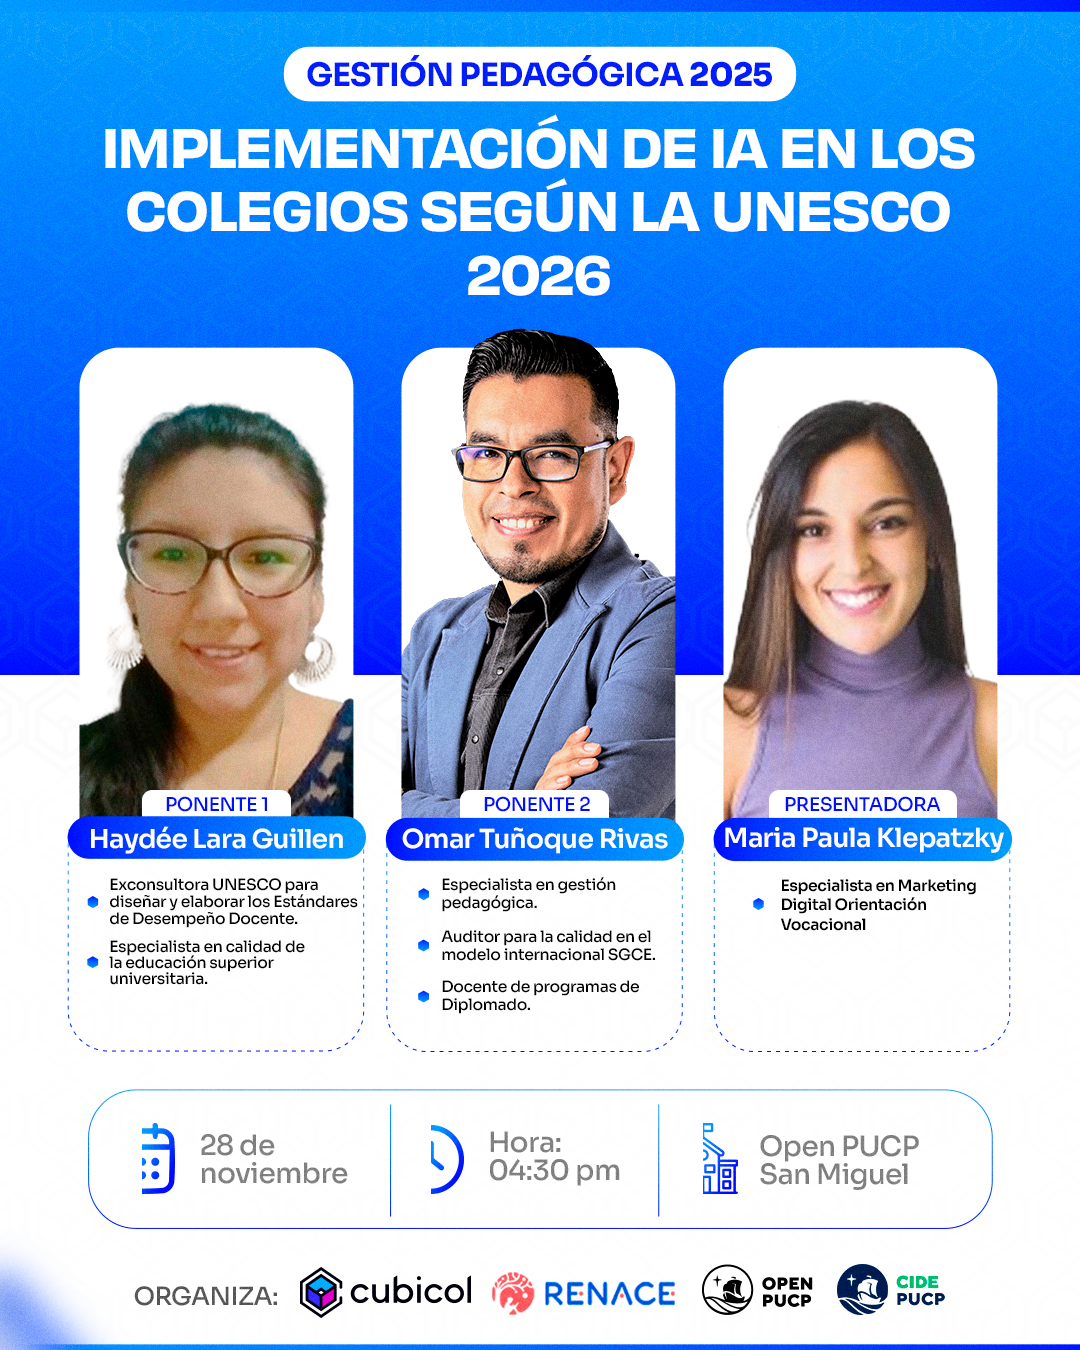 GESTIÓN PEDAGÓGICA 2025
IMPLEMENTACIÓN DE IA EN LOS
COLEGIOS SEGÚN LA UNESCO
2026
PONENTE 1
Haydée Lara Guillen
Exconsultora UNESCO para
diseñar y elaborar los Estándares
de Desempeño Docente.
Especialista en calidad de
la educación superior
universitaria.
PONENTE 2
Omar Tuñoque Rivas
Especialista en gestión
pedagógica.
Auditor para la calidad en el
modelo internacional SGCE.
Docente de programas de
Diplomado.
PRESENTADORA
Maria Paula Klepatzky
Especialista en Marketing
Digital Orientación
Vocacional
28 de
noviembre
Hora:
04:30 pm
Open PUCP
San Miguel
ORGANIZA:
cubicol
RENACE
OPEN
PUCP
CIDE
PUCP